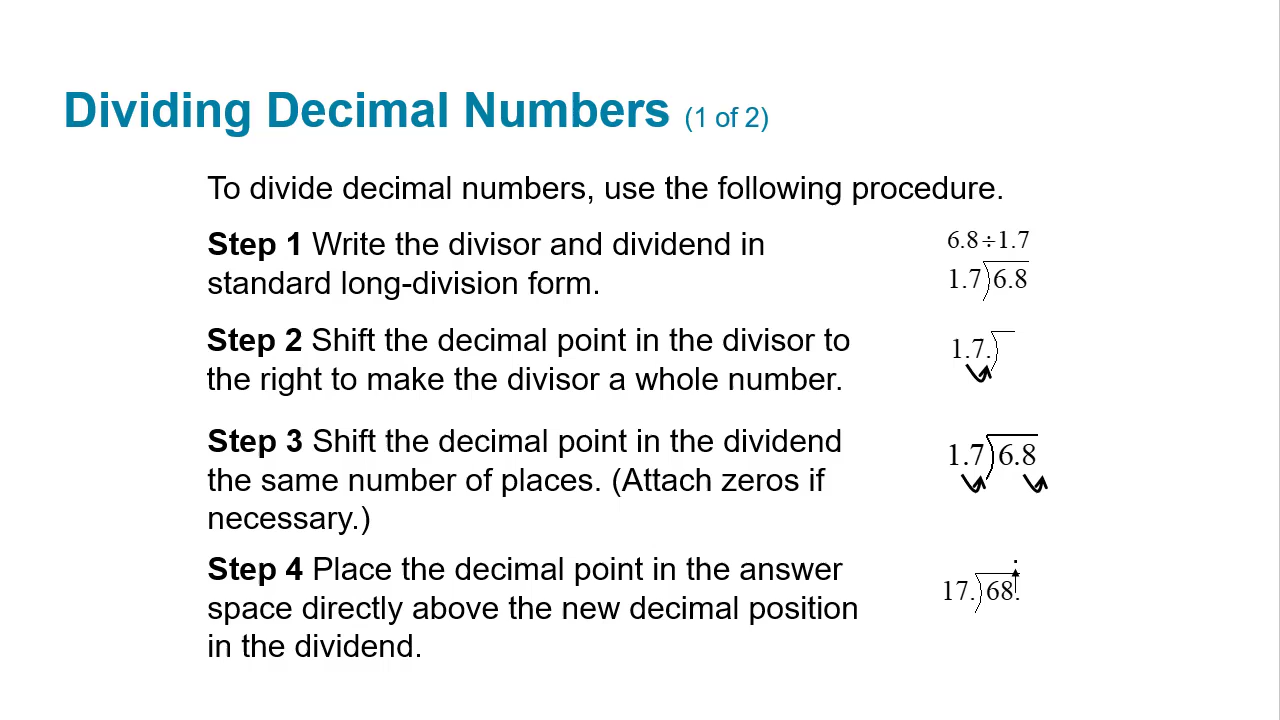 Dividing Decimal Numbers (1 of 2)
To divide decimal numbers, use the following procedure.
Step 1 Write the divisor and dividend in
standard long-division form.
6.8÷1.7
1.7)6.8
Step 2 Shift the decimal point in the divisor to
the right to make the divisor a whole number.
1.7.)
Step 3 Shift the decimal point in the dividend
the same number of places. (Attach zeros if
necessary.)
1.7)6.8
Step 4 Place the decimal point in the answer
space directly above the new decimal position
in the dividend.
.
17.)68.